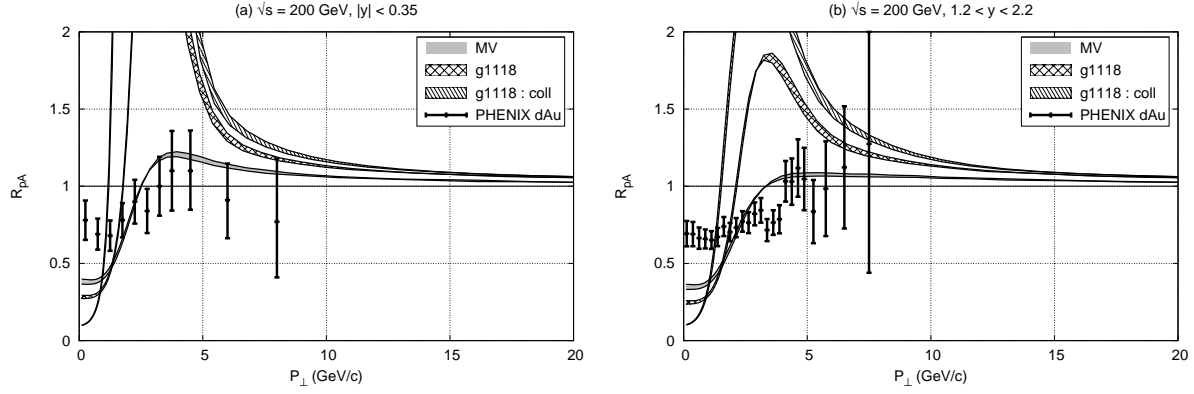 (a) √s = 200 GeV, |y| < 0.35
2
1.5
1
0.5
0
0 5 10 15 20
R_pA
P_⊥ (GeV/c)
MV
g1118
g1118 : coll
PHENIX dAu
(b) √s = 200 GeV, 1.2 < y < 2.2
2
1.5
1
0.5
0
0 5 10 15 20
R_pA
P_⊥ (GeV/c)
MV
g1118
g1118 : coll
PHENIX dAu